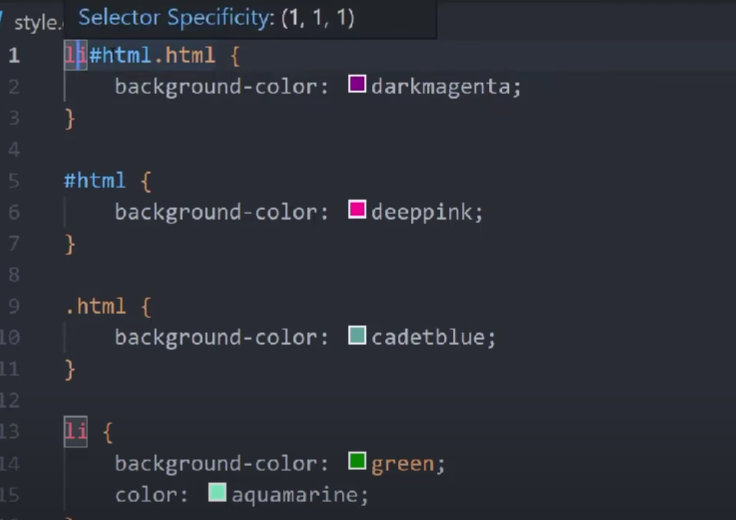 style.
Selector Specificity: (1, 1, 1)
1 li#html.html {
2 background-color: darkmagenta;
3 }
4
5 #html {
6 background-color: deeppink;
7 }
8
9 .html {
10 background-color: cadetblue;
11 }
12
13 li {
14 background-color: green;
15 color: aquamarine;
}